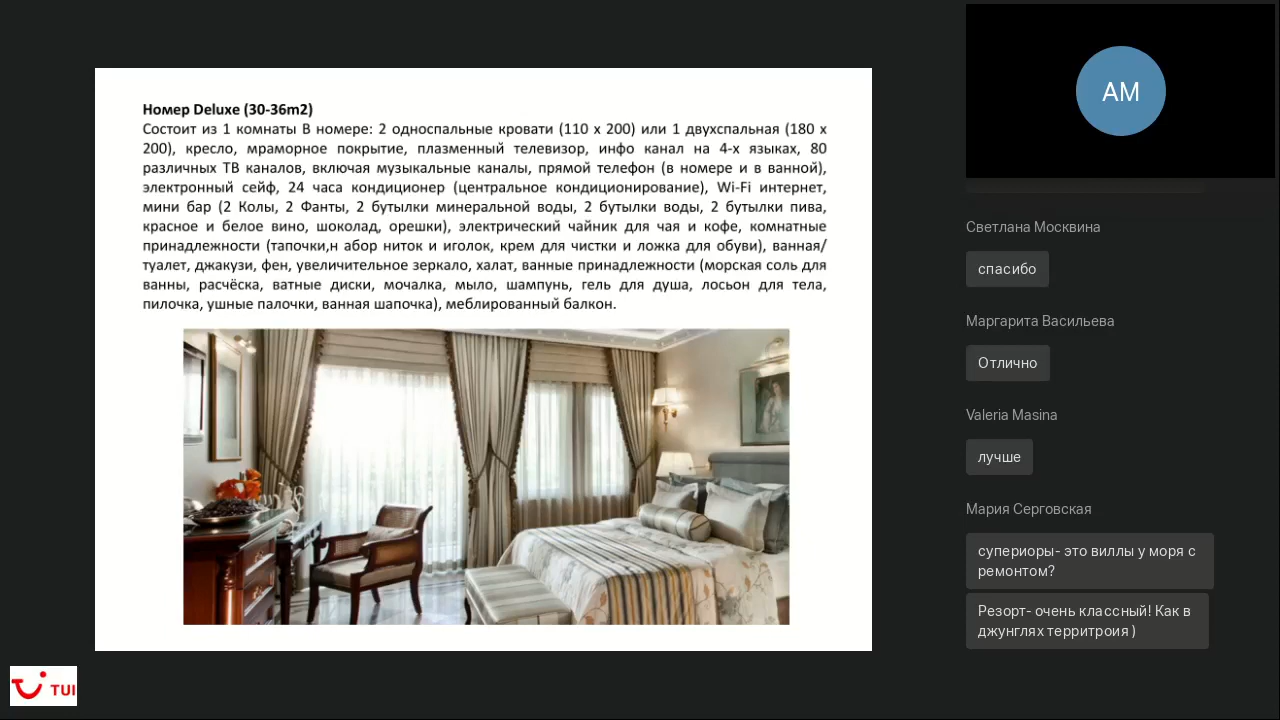 Номер Deluxe (30-36m2)
Состоит из 1 комнаты В номере: 2 односпальные кровати (110 х 200) или 1 двухспальная (180 х
200), кресло, мраморное покрытие, плазменный телевизор, инфо канал на 4-х языках, 80
различных ТВ каналов, включая музыкальные каналы, прямой телефон (в номере и в ванной),
электронный сейф, 24 часа кондиционер (центральное кондиционирование), Wi-Fi интернет,
мини бар (2 Колы, 2 Фанты, 2 бутылки минеральной воды, 2 бутылки воды, 2 бутылки пива,
красное и белое вино, шоколад, орешки), электрический чайник для чая и кофе, комнатные
принадлежности (тапочки,н абор ниток и иголок, крем для чистки и ложка для обуви), ванная/
туалет, джакузи, фен, увеличительное зеркало, халат, ванные принадлежности (морская соль для
ванны, расчёска, ватные диски, мочалка, мыло, шампунь, гель для душа, лосьон для тела,
пилочка, ушные палочки, ванная шапочка), меблированный балкон.
TUI
AM
Светлана Москвина
спасибо
Маргарита Васильева
Отлично
Valeria Masina
лучше
Мария Серговская
супериоры- это виллы у моря с
ремонтом?
Резорт- очень классный! Как в
джунглях территроия )